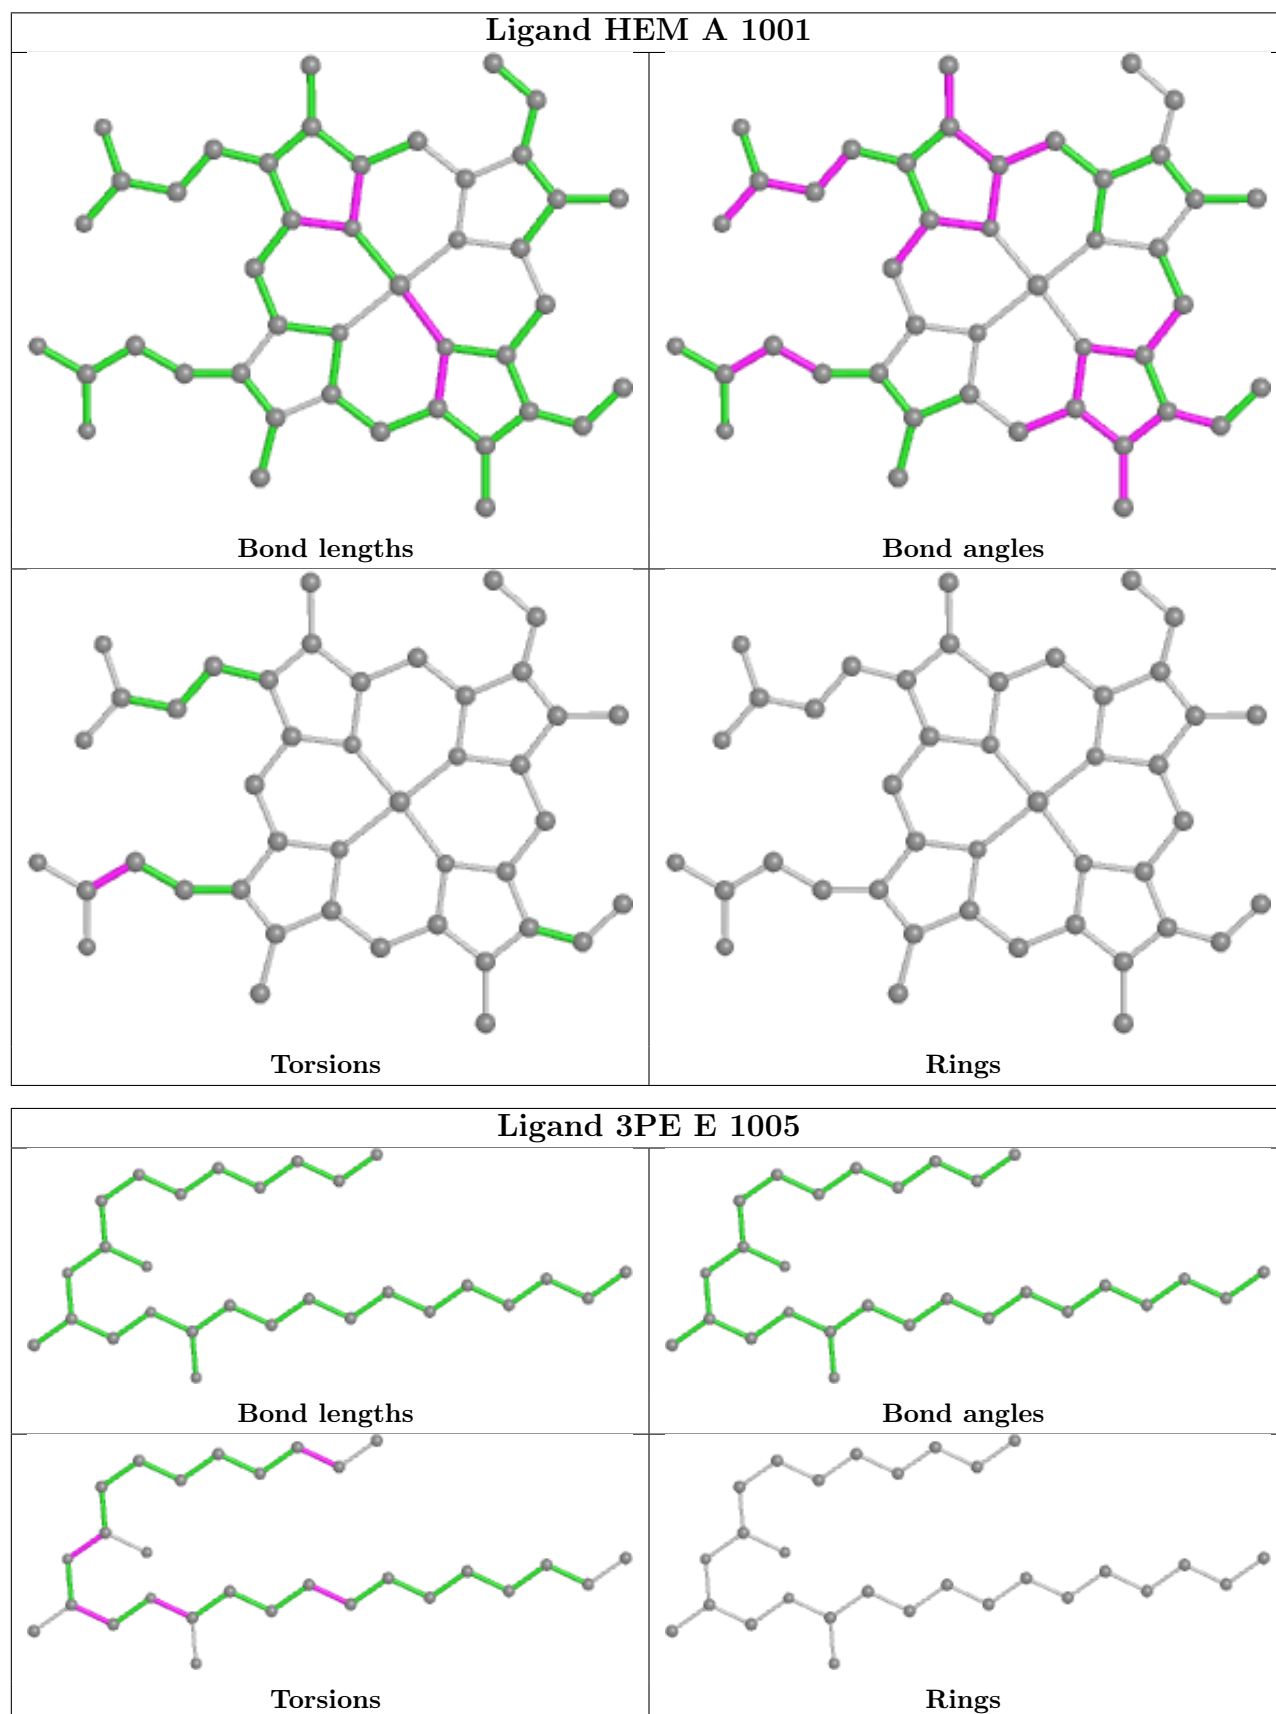 Ligand HEM A 1001
Bond lengths
Bond angles
Torsions
Rings
Ligand 3PE E 1005
Bond lengths
Bond angles
Torsions
Rings